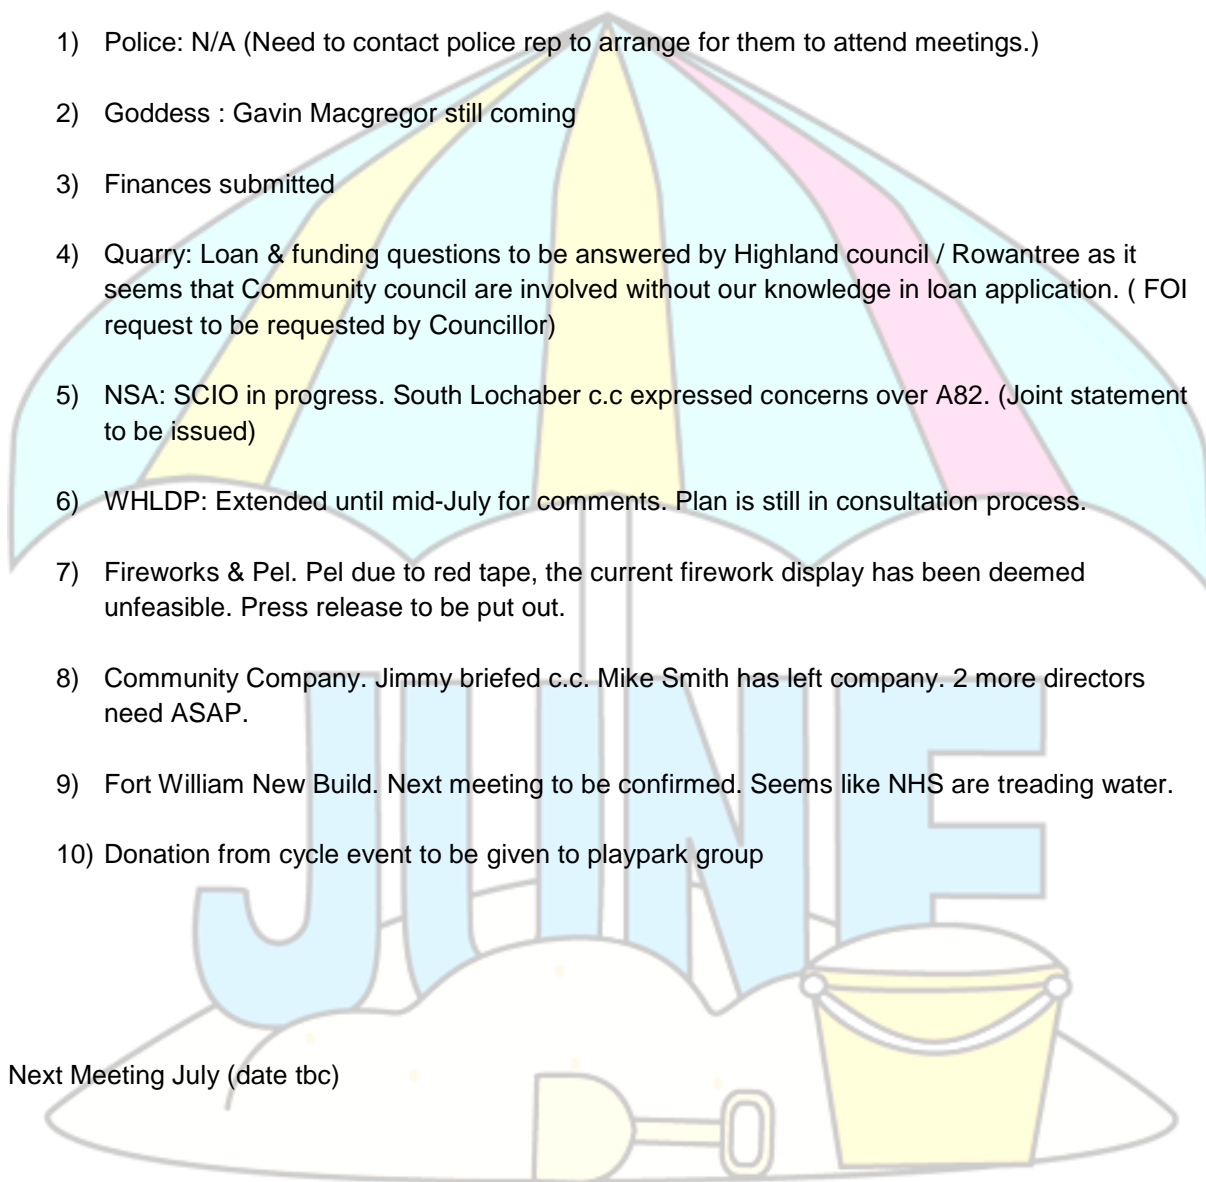 1) Police: N/A (Need to contact police rep to arrange for them to attend meetings.)
2) Goddess : Gavin Macgregor still coming
3) Finances submitted
4) Quarry: Loan & funding questions to be answered by Highland council / Rowantree as it
seems that Community council are involved without our knowledge in loan application. ( FOI
request to be requested by Councillor)
5) NSA: SCIO in progress. South Lochaber c.c expressed concerns over A82. (Joint statement
to be issued)
6) WHLDP: Extended until mid-July for comments. Plan is still in consultation process.
7) Fireworks & Pel. Pel due to red tape, the current firework display has been deemed
unfeasible. Press release to be put out.
8) Community Company. Jimmy briefed c.c. Mike Smith has left company. 2 more directors
need ASAP.
9) Fort William New Build. Next meeting to be confirmed. Seems like NHS are treading water.
10) Donation from cycle event to be given to playpark group
JUNE
Next Meeting July (date tbc)